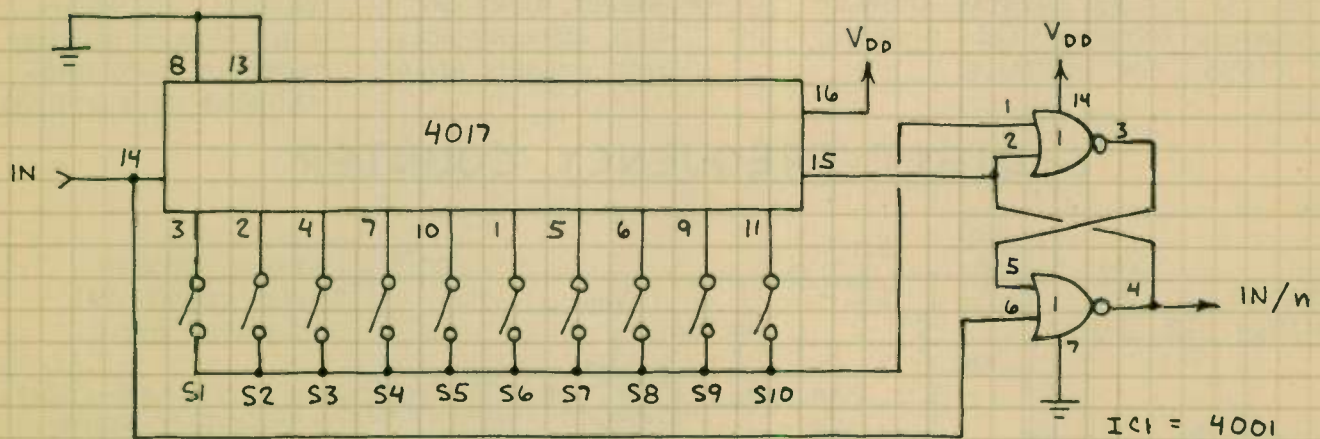 VDD VDD
8 13
16 1 14
4017 1 3
2
14 15
IN
3 2 4 7 10 1 5 6 9 11
5
6 1 4 IN/n
7
S1 S2 S3 S4 S5 S6 S7 S8 S9 S10
IC1 = 4001